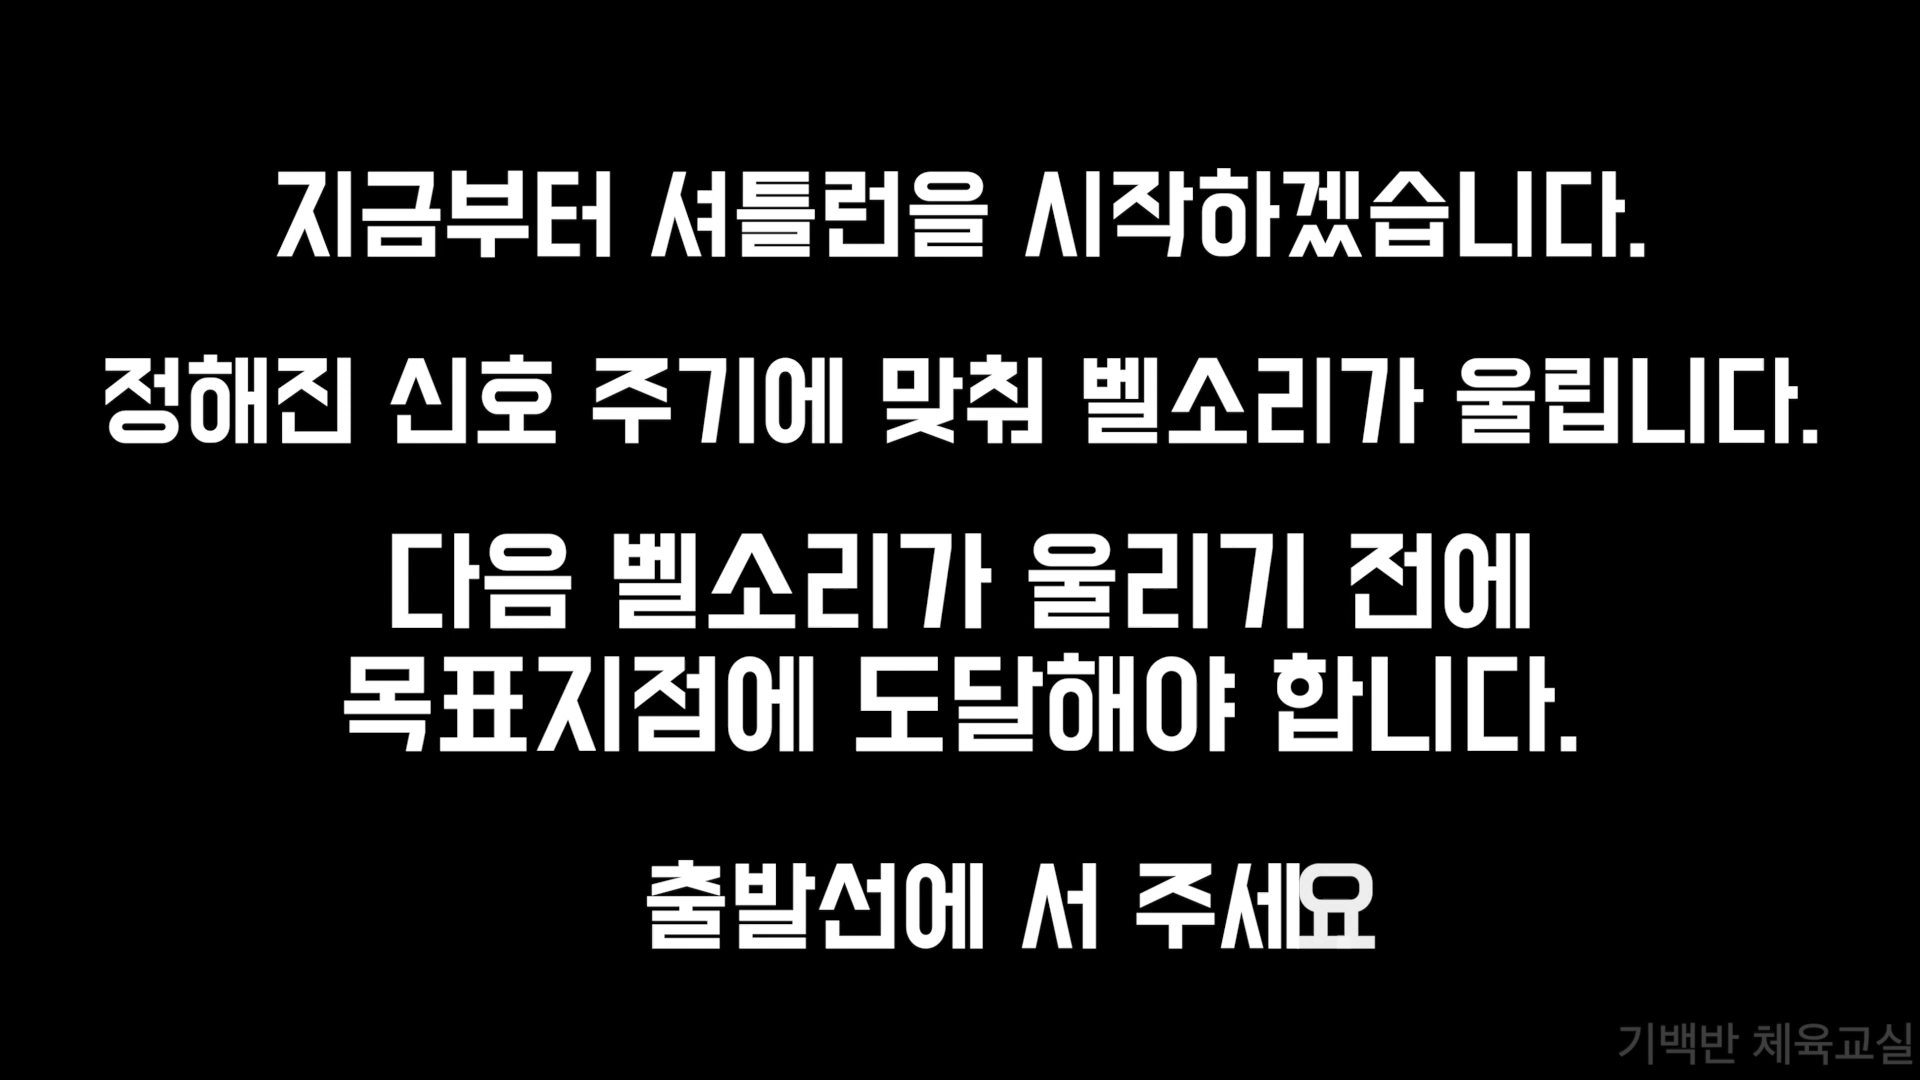 지금부터 셔틀런을 시작하겠습니다.
정해진 신호 주기에 맞춰 벨소리가 울립니다.
다음 벨소리가 울리기 전에
목표지점에 도달해야 합니다.
출발선에 서 주세요
기백반 체육교실